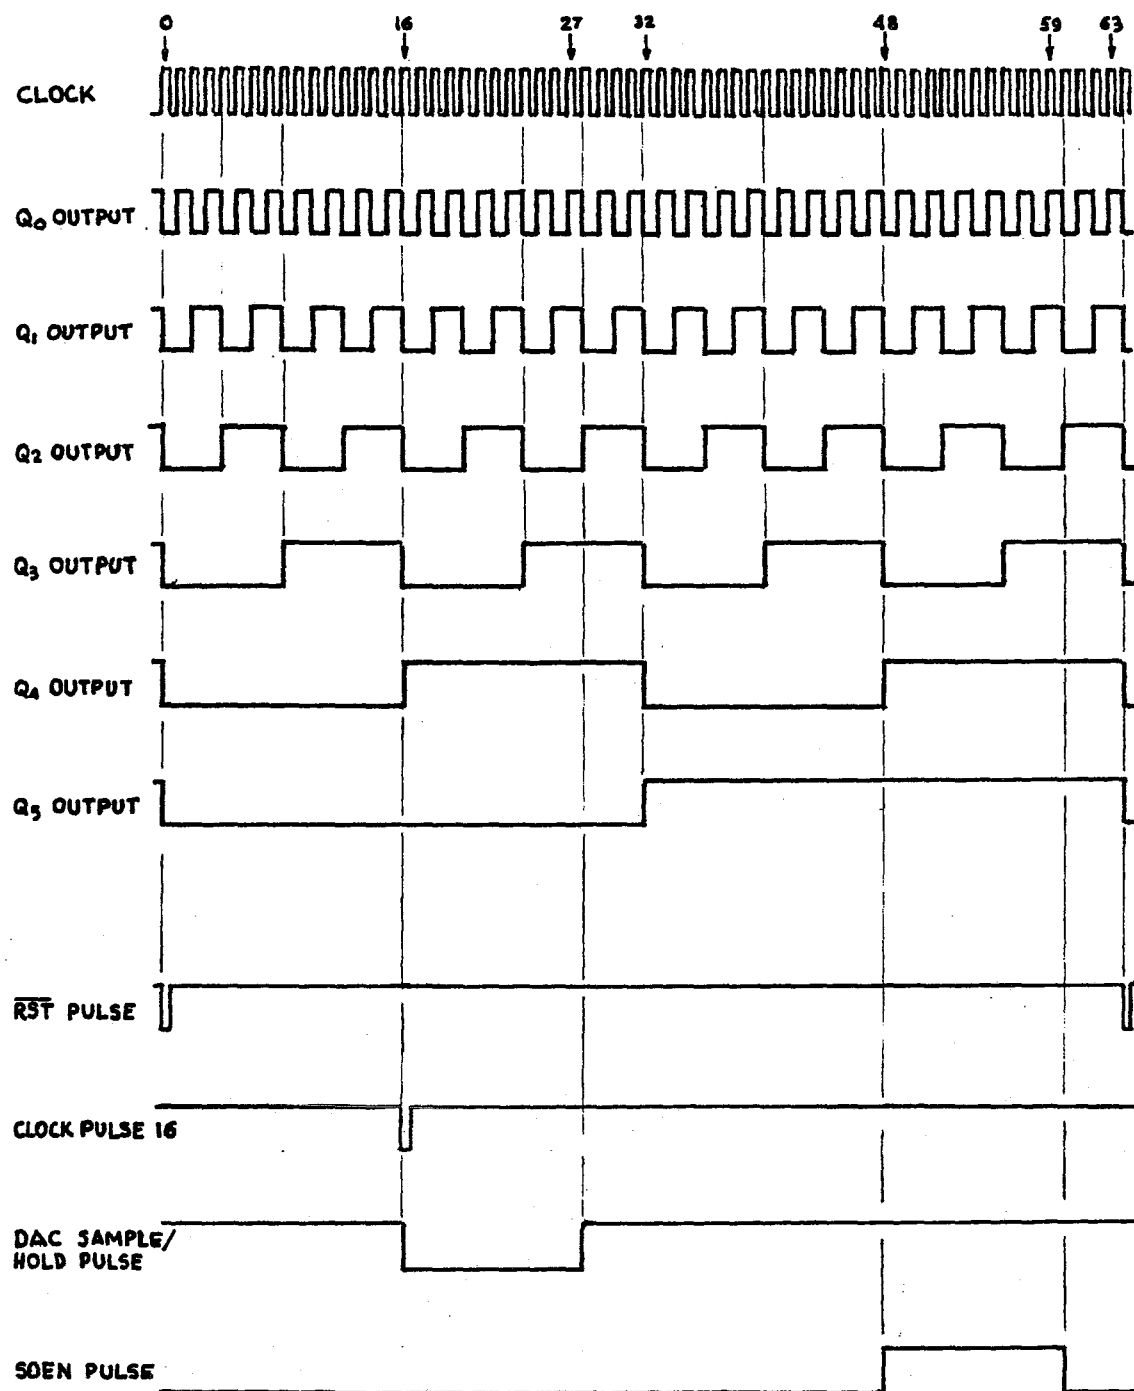 0 16 27 32 48 59 63
CLOCK
Q₀ OUTPUT
Q₁ OUTPUT
Q2 OUTPUT
Q₃ OUTPUT
Q₄ OUTPUT
Q₅ OUTPUT
R̅S̅T̅ PULSE
CLOCK PULSE 16
DAC SAMPLE/
HOLD PULSE
SOEN PULSE